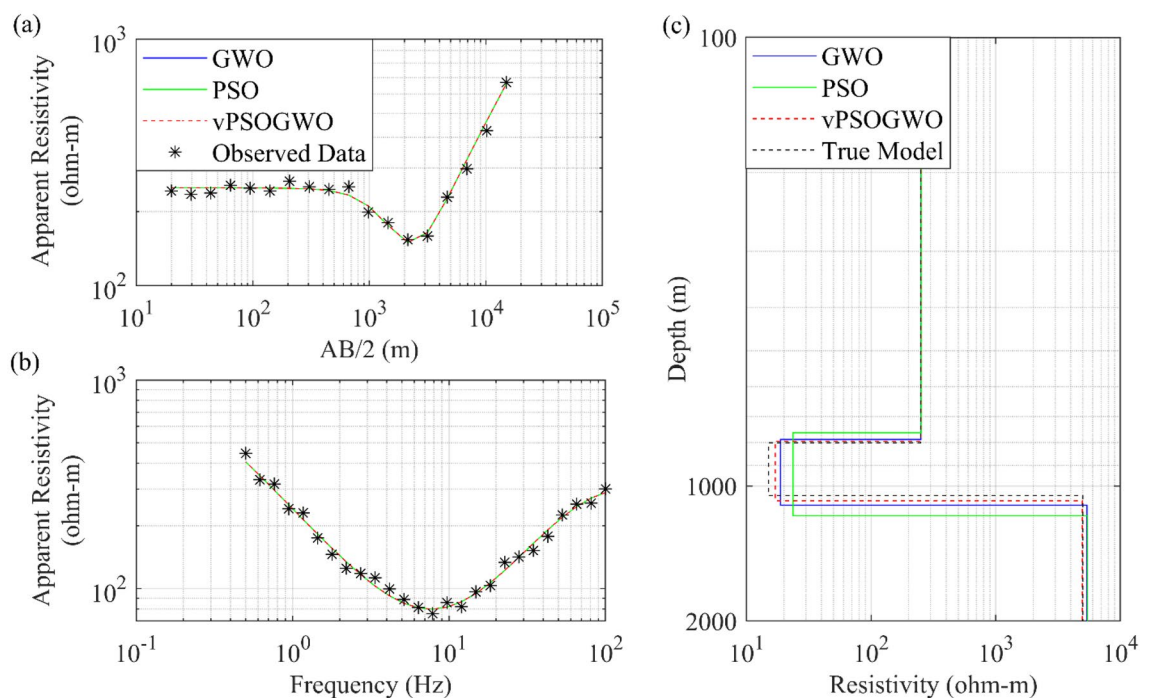 (a)
10^3
GWO
PSO
vPSOGWO
Observed Data
Apparent Resistivity
(ohm-m)
10^2
10^1
10^2
10^3
10^4
10^5
AB/2 (m)
(b)
10^3
Apparent Resistivity
(ohm-m)
10^2
10^-1
10^0
10^1
10^2
Frequency (Hz)
(c)
100
GWO
PSO
vPSOGWO
True Model
Depth (m)
1000
2000
10^1
10^2
10^3
10^4
Resistivity (ohm-m)